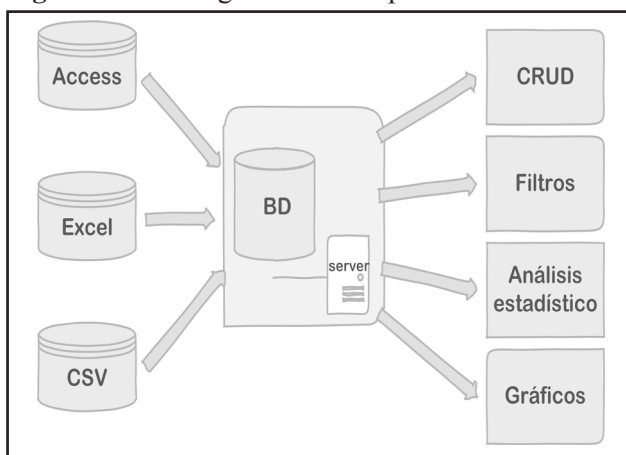 Access
CRUD
Filtros
Excel
BD
server
Análisis
estadístico
CSV
Gráficos